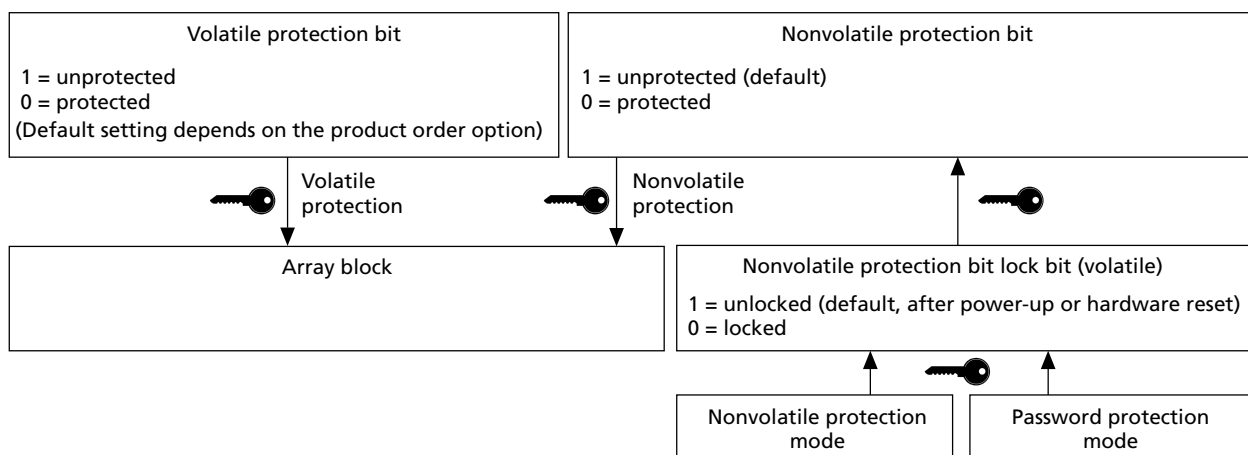 Volatile protection bit
1 = unprotected
0 = protected
(Default setting depends on the product order option)
Nonvolatile protection bit
1 = unprotected (default)
0 = protected
Volatile
protection
Nonvolatile
protection
Array block
Nonvolatile protection bit lock bit (volatile)
1 = unlocked (default, after power-up or hardware reset)
0 = locked
Nonvolatile protection
mode
Password protection
mode